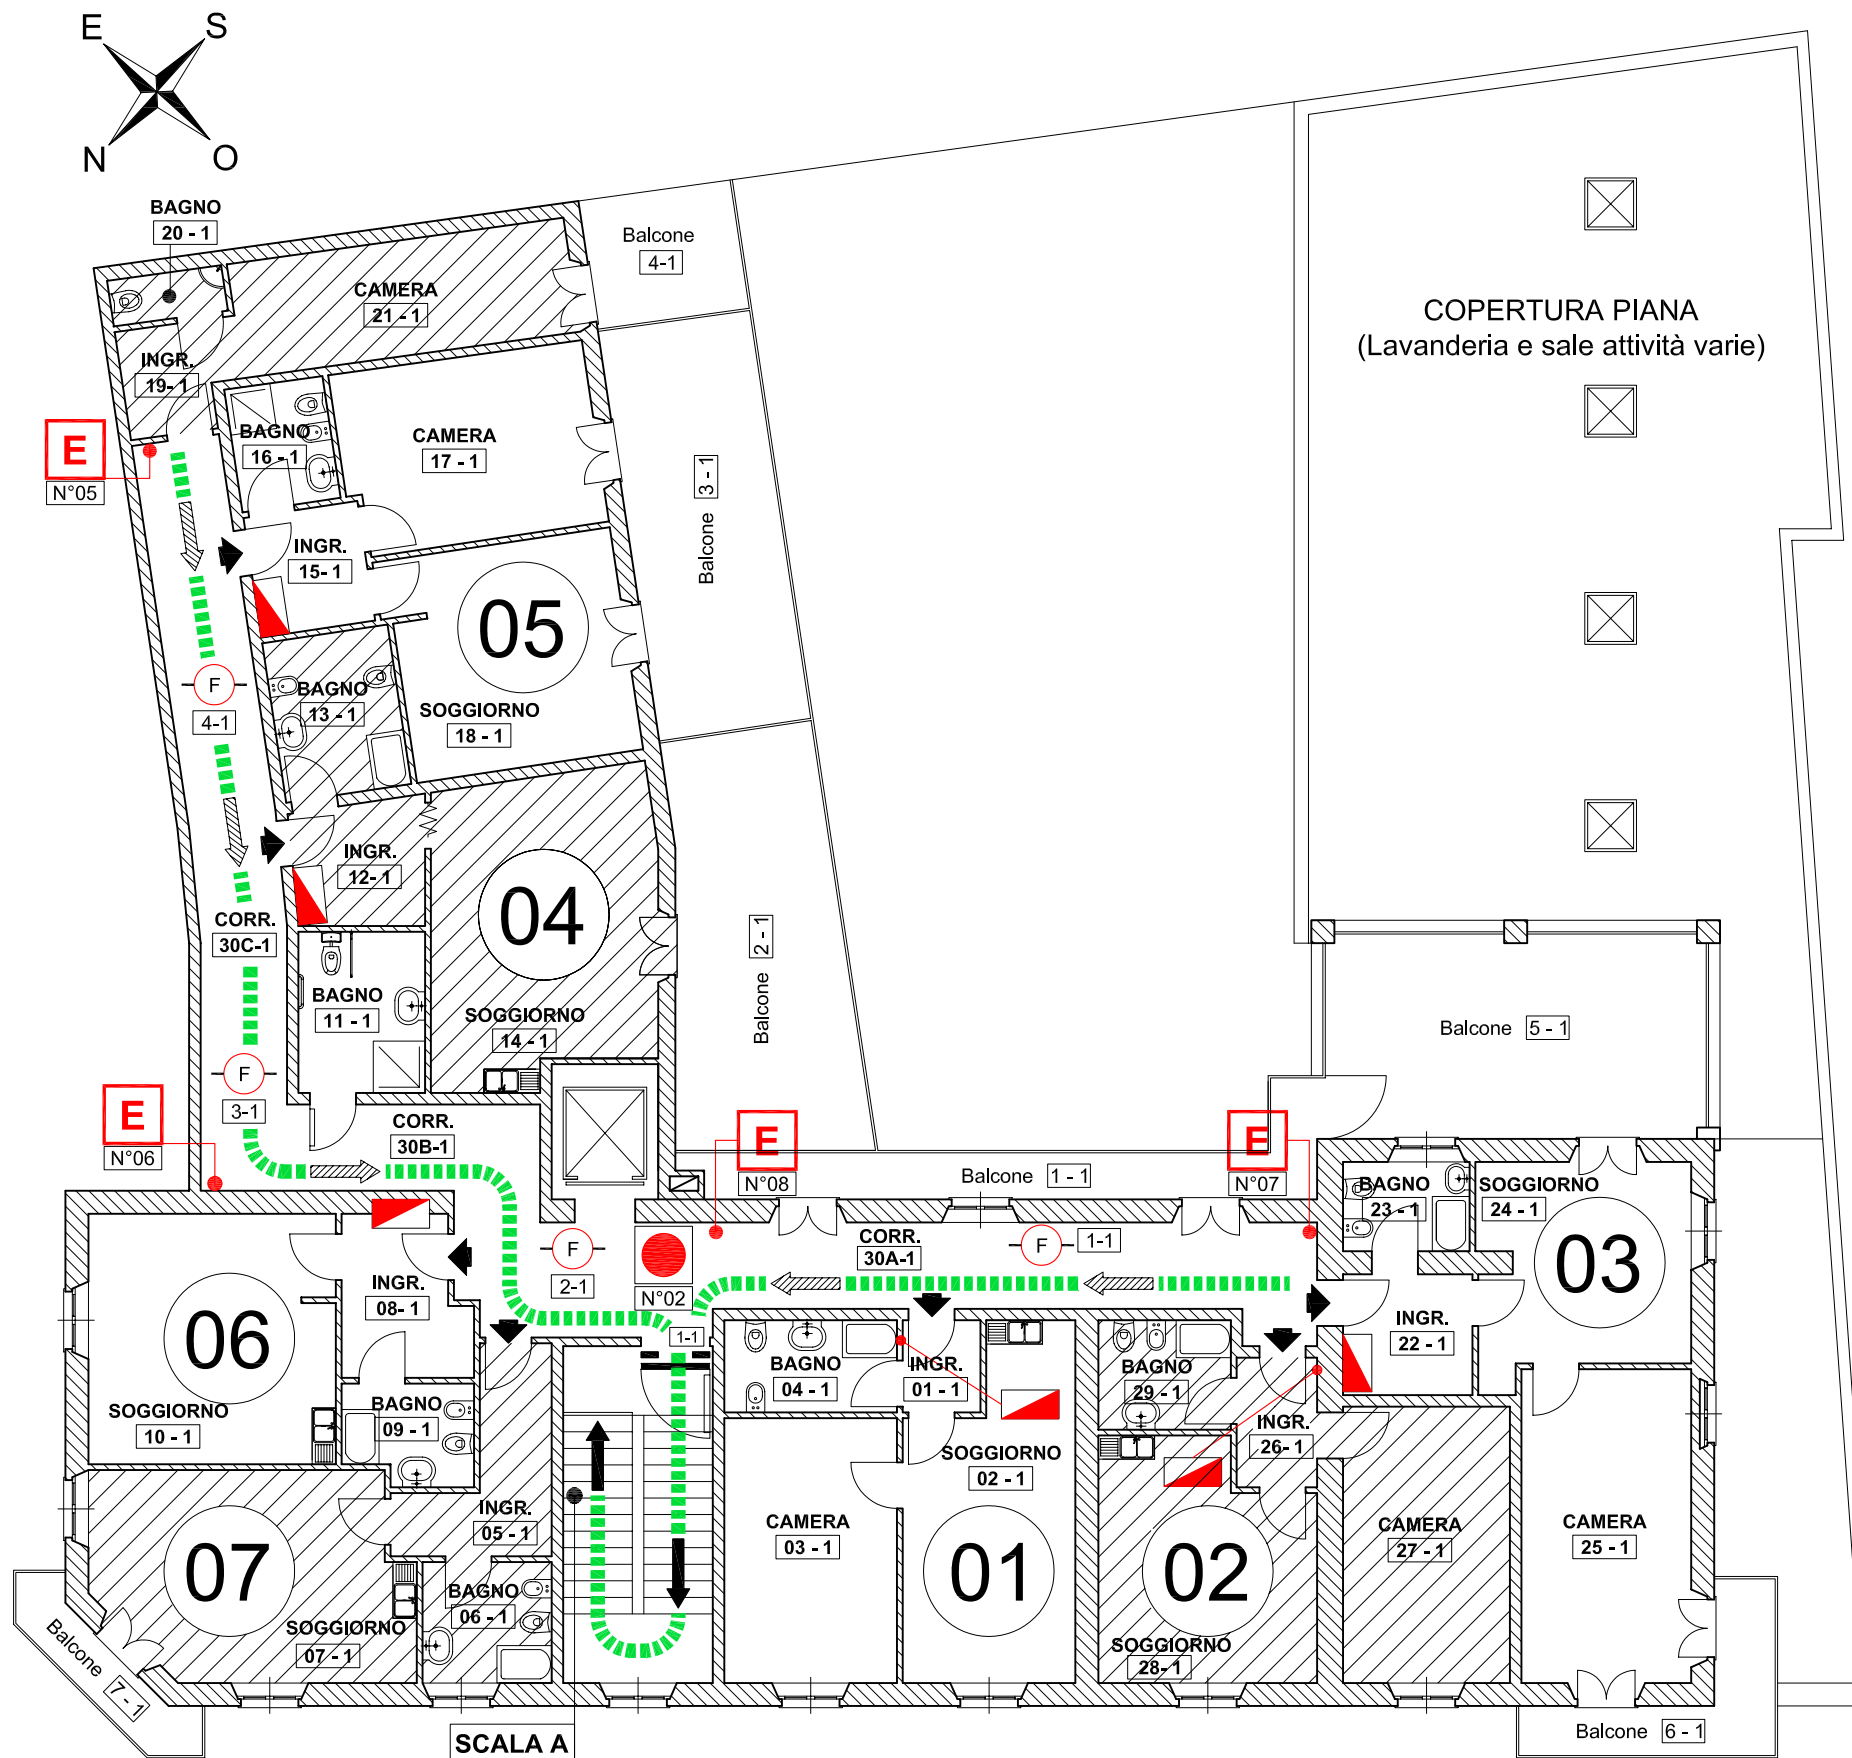 E
S
N
O
BAGNO
20 - 1
Balcone
4-1
CAMERA
21 - 1
COPERTURA PIANA
(Lavanderia e sale attività varie)
INGR.
19- 1
E
N°05
BAGNO
16 - 1
CAMERA
17 - 1
Balcone 3 - 1
INGR.
15- 1
05
F
4-1
BAGNO
13 - 1
SOGGIORNO
18 - 1
INGR.
12- 1
04
CORR.
30C-1
Balcone 2 - 1
BAGNO
11 - 1
SOGGIORNO
14 - 1
Balcone 5 - 1
F
3-1
E
N°06
CORR.
30B-1
E
N°08
Balcone 1 - 1
E
N°07
BAGNO
23 - 1
SOGGIORNO
24 - 1
F
2-1
N°02
CORR.
30A-1
F
1-1
03
INGR.
08- 1
06
1-1
INGR.
22 - 1
BAGNO
04 - 1
INGR.
01 - 1
BAGNO
29 - 1
SOGGIORNO
10 - 1
BAGNO
09 - 1
INGR.
26- 1
SOGGIORNO
02 - 1
INGR.
05 - 1
CAMERA
03 - 1
CAMERA
27 - 1
CAMERA
25 - 1
07
01
02
BAGNO
06 - 1
SOGGIORNO
07 - 1
SOGGIORNO
28- 1
Balcone 7 - 1
SCALA A
Balcone 6 - 1